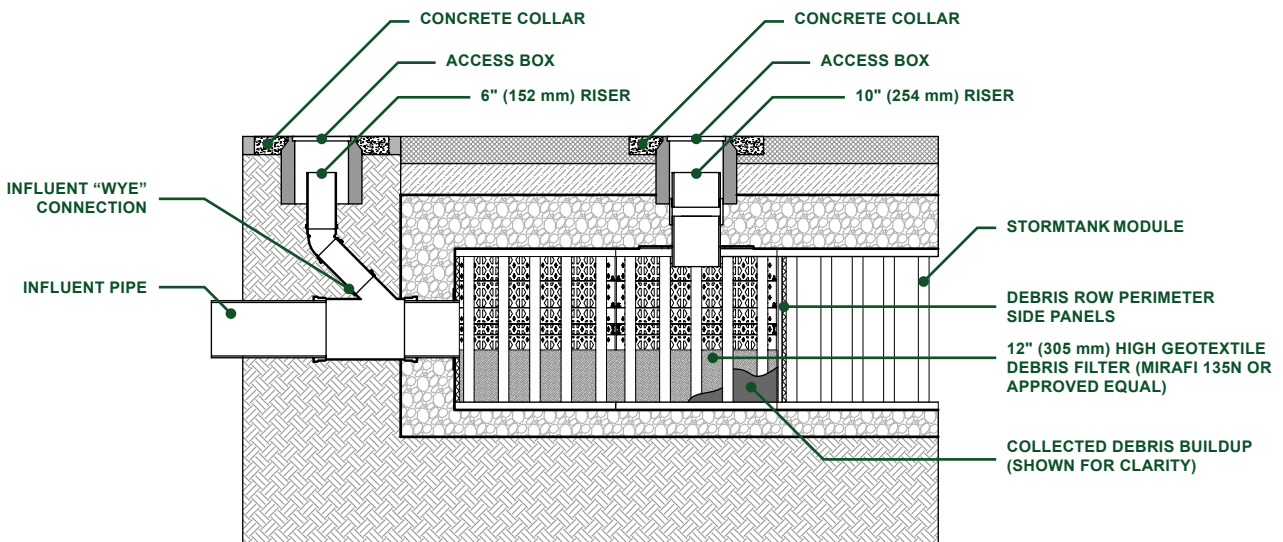 CONCRETE COLLAR
ACCESS BOX
6" (152 mm) RISER
CONCRETE COLLAR
ACCESS BOX
10" (254 mm) RISER
INFLUENT “WYE”
CONNECTION
INFLUENT PIPE
STORMTANK MODULE
DEBRIS ROW PERIMETER
SIDE PANELS
12" (305 mm) HIGH GEOTEXTILE
DEBRIS FILTER (MIRAFI 135N OR
APPROVED EQUAL)
COLLECTED DEBRIS BUILDUP
(SHOWN FOR CLARITY)